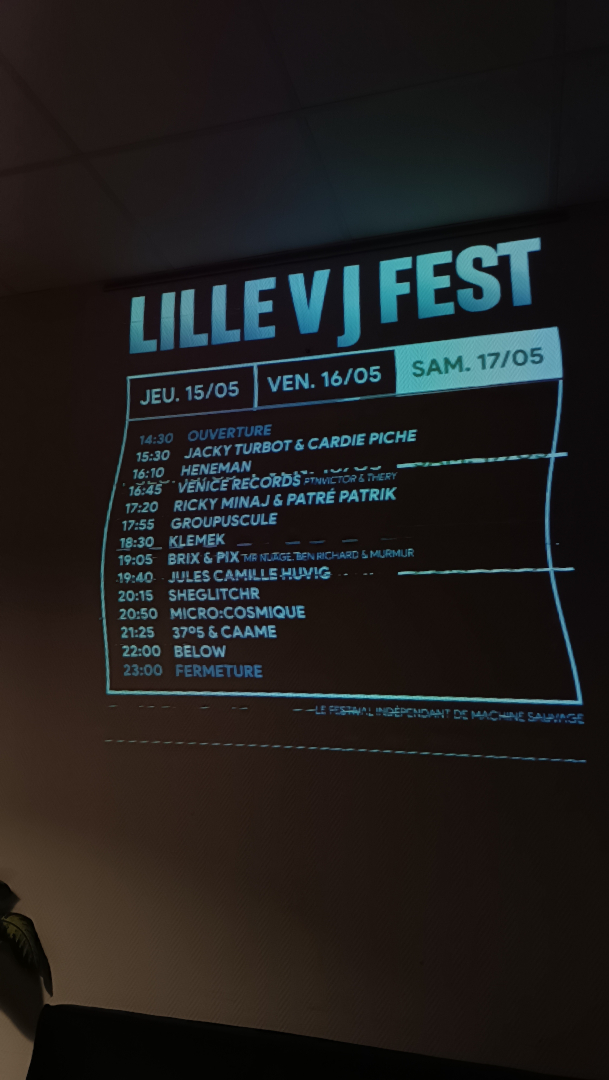 LILLE VJ FEST
JEU. 15/05 VEN. 16/05 SAM. 17/05
14:30 OUVERTURE
15:30 JACKY TURBOT & CARDIE PICHE
16:10 HENEMAN
16:45 VENICE RECORDS & THERY
17:20 RICKY MINAJ & PATRÉ PATRIK
17:55 GROUPUSCULE
18:30 KLEMEK
19:05 BRIX & PIX MR NUAGE, BEN RICHARD & MURMUR
19:40 JULES CAMILLE HUVIG
20:15 SHEGLITCHR
20:50 MICRO:COSMIQUE
21:25 37°5 & CAAME
22:00 BELOW
23:00 FERMETURE
LE FESTIVAL INDÉPENDANT DE MACHINE SAUVAGE